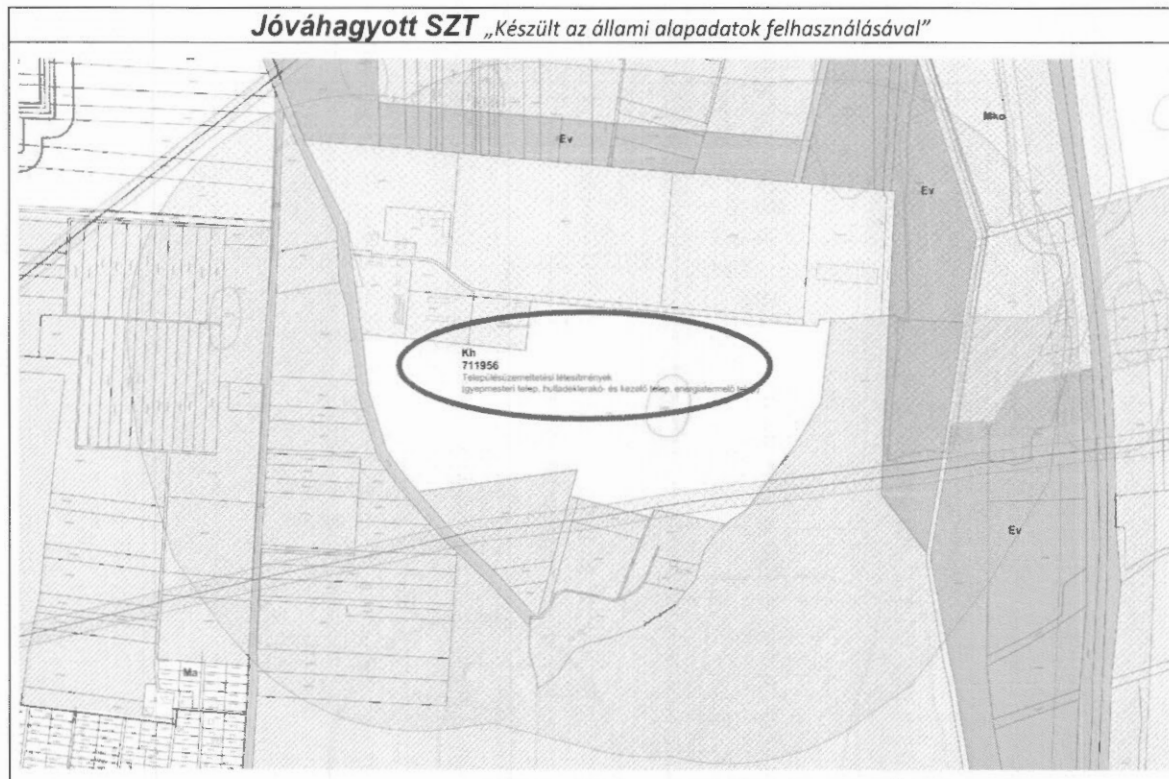 Jóváhagyott SZT „Készült az állami alapadatok felhasználásával”
Mko
Ev
Ev
Kh
711956
Településüzemeltetési létesítmények
(gyepmesteri telep, hulladéklerakó- és kezelő telep, energiatermelő telep)
Ev
Ma